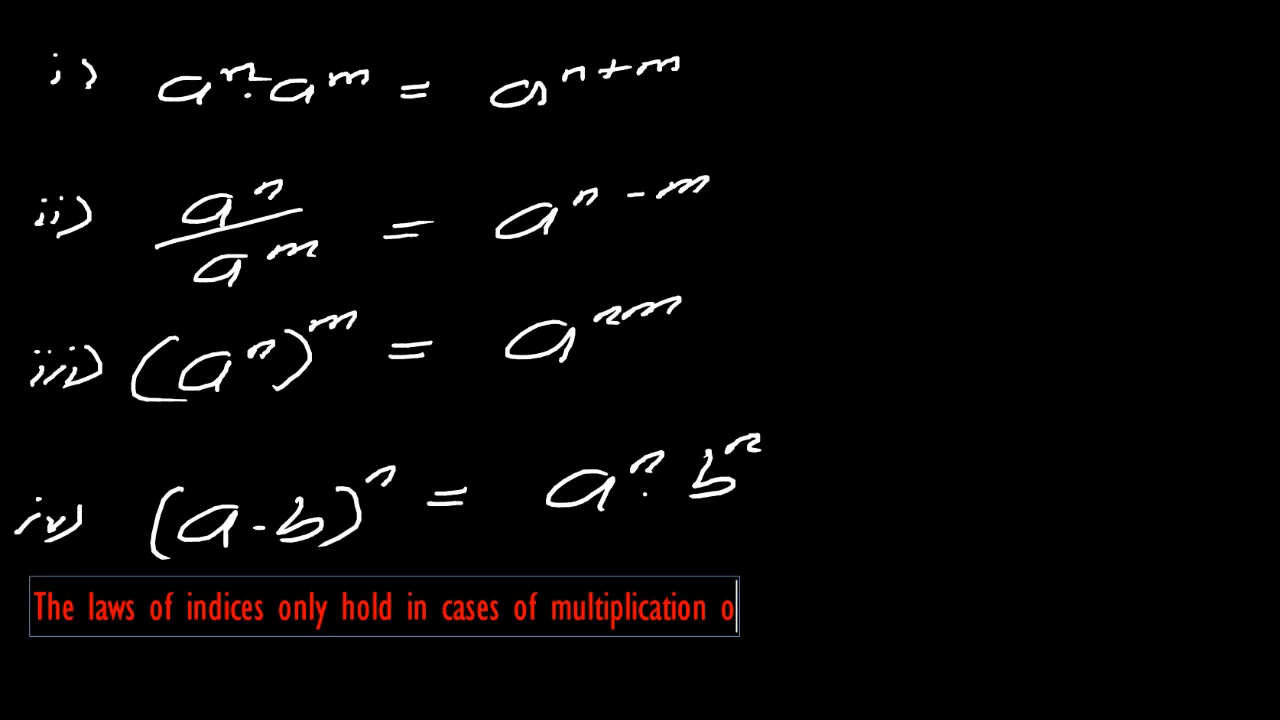 i) aⁿ · aᵐ = aⁿ⁺ᵐ
ii) aⁿ / aᵐ = aⁿ⁻ᵐ
iii) (aⁿ)ᵐ = aⁿᵐ
iv) (a · b)ⁿ = aⁿ · bⁿ
The laws of indices only hold in cases of multiplication o